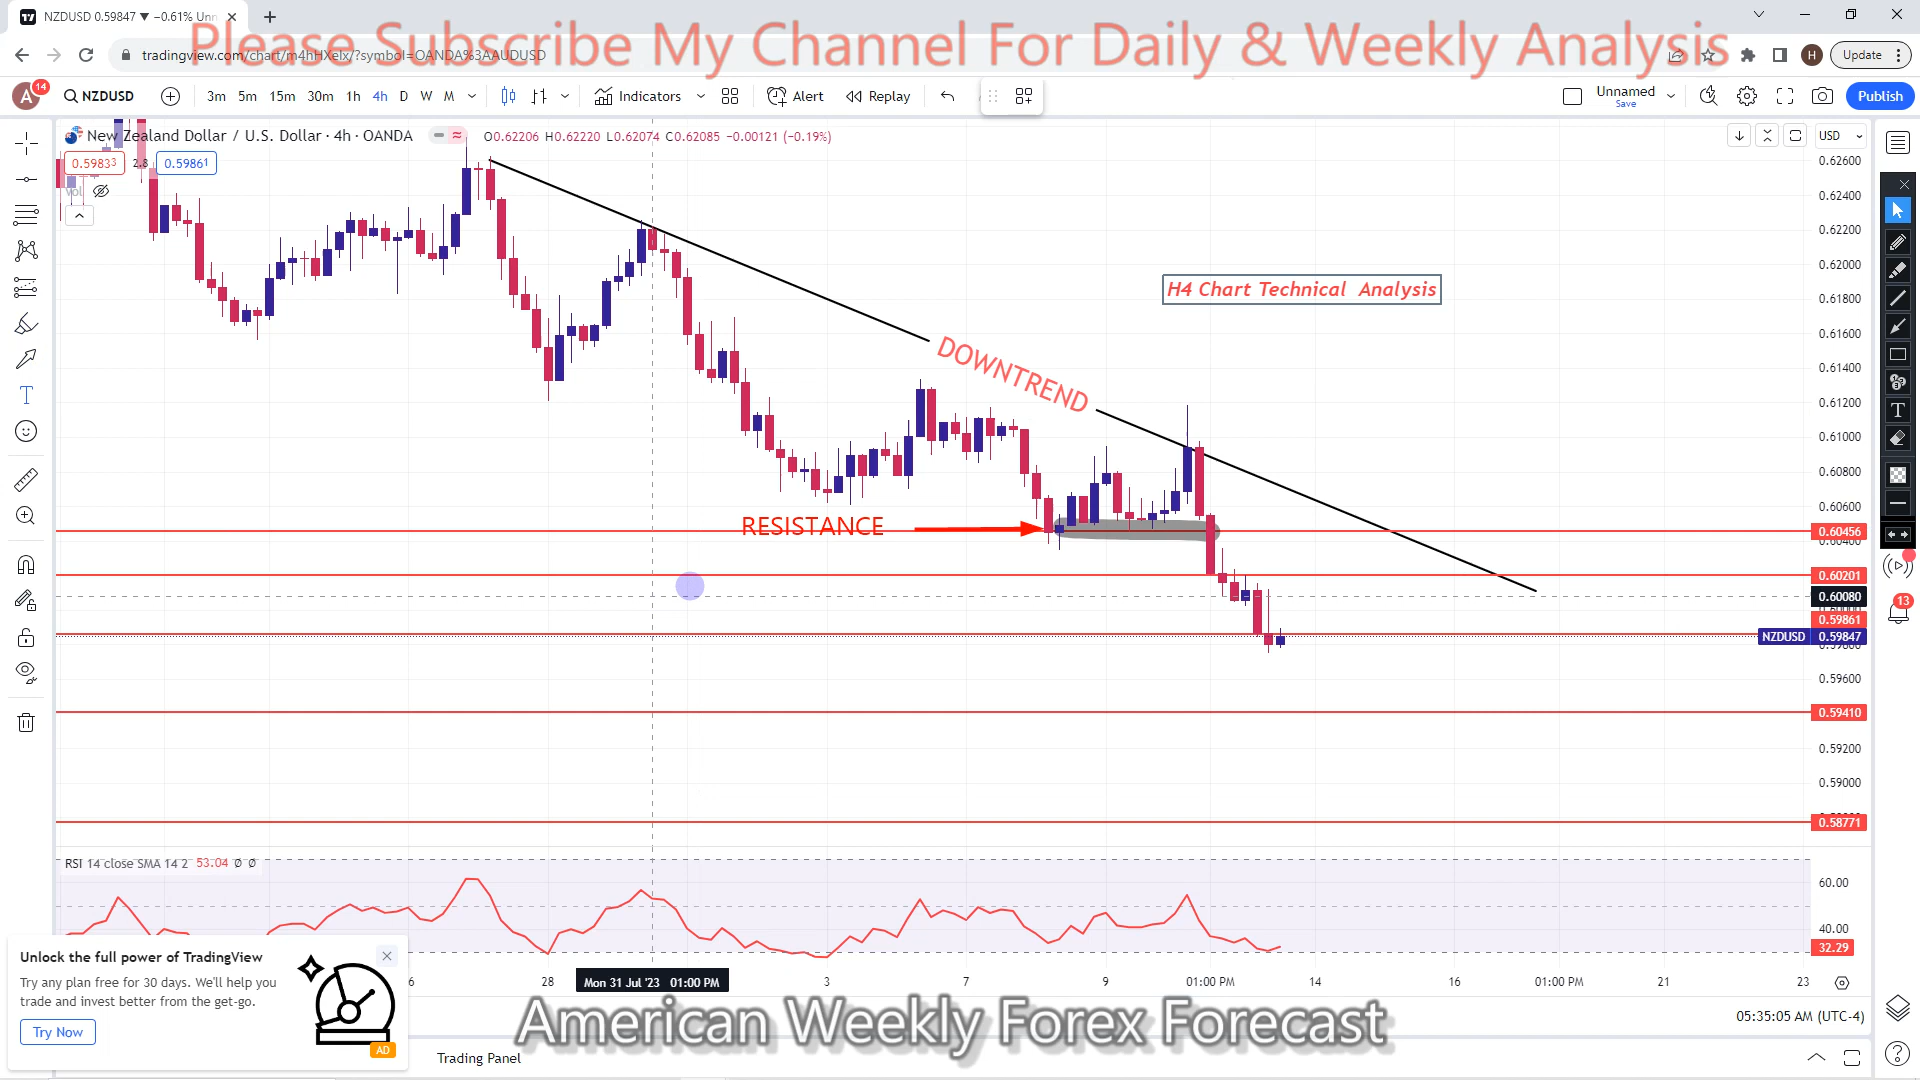 NZDUSD 0.59847 ▼ −0.61% Unn
Please Subscribe My Channel For Daily & Weekly Analysis
tradingview.com/chart/m4hHXelx/?symbol=OANDA%3AAUDUSD
H
Update
A
14
NZDUSD
3m 5m 15m 30m 1h 4h D W M
Indicators
Alert
Replay
Unnamed
Save
Publish
New Zealand Dollar / U.S. Dollar · 4h · OANDA
O0.62206 H0.62220 L0.62074 C0.62085 −0.00121 (−0.19%)
USD
0.59833 2.8 0.59861
Vol
0.62600
0.62400
0.62200
0.62000
0.61800
0.61600
0.61400
0.61200
0.61000
0.60800
0.60600
0.60456
0.60400
0.60201
0.60080
0.59861
NZDUSD 0.59847
0.59600
0.59410
0.59200
0.59000
0.58771
H4 Chart Technical Analysis
DOWNTREND
RESISTANCE
T
T
13
RSI 14 close SMA 14 2 53.04 ∅ ∅
60.00
40.00
32.29
6 28 Mon 31 Jul '23 01:00 PM 3 7 9 01:00 PM 14 16 01:00 PM 21 23
Unlock the full power of TradingView
Try any plan free for 30 days. We'll help you
trade and invest better from the get-go.
Try Now
AD
American Weekly Forex Forecast
05:35:05 AM (UTC-4)
Trading Panel